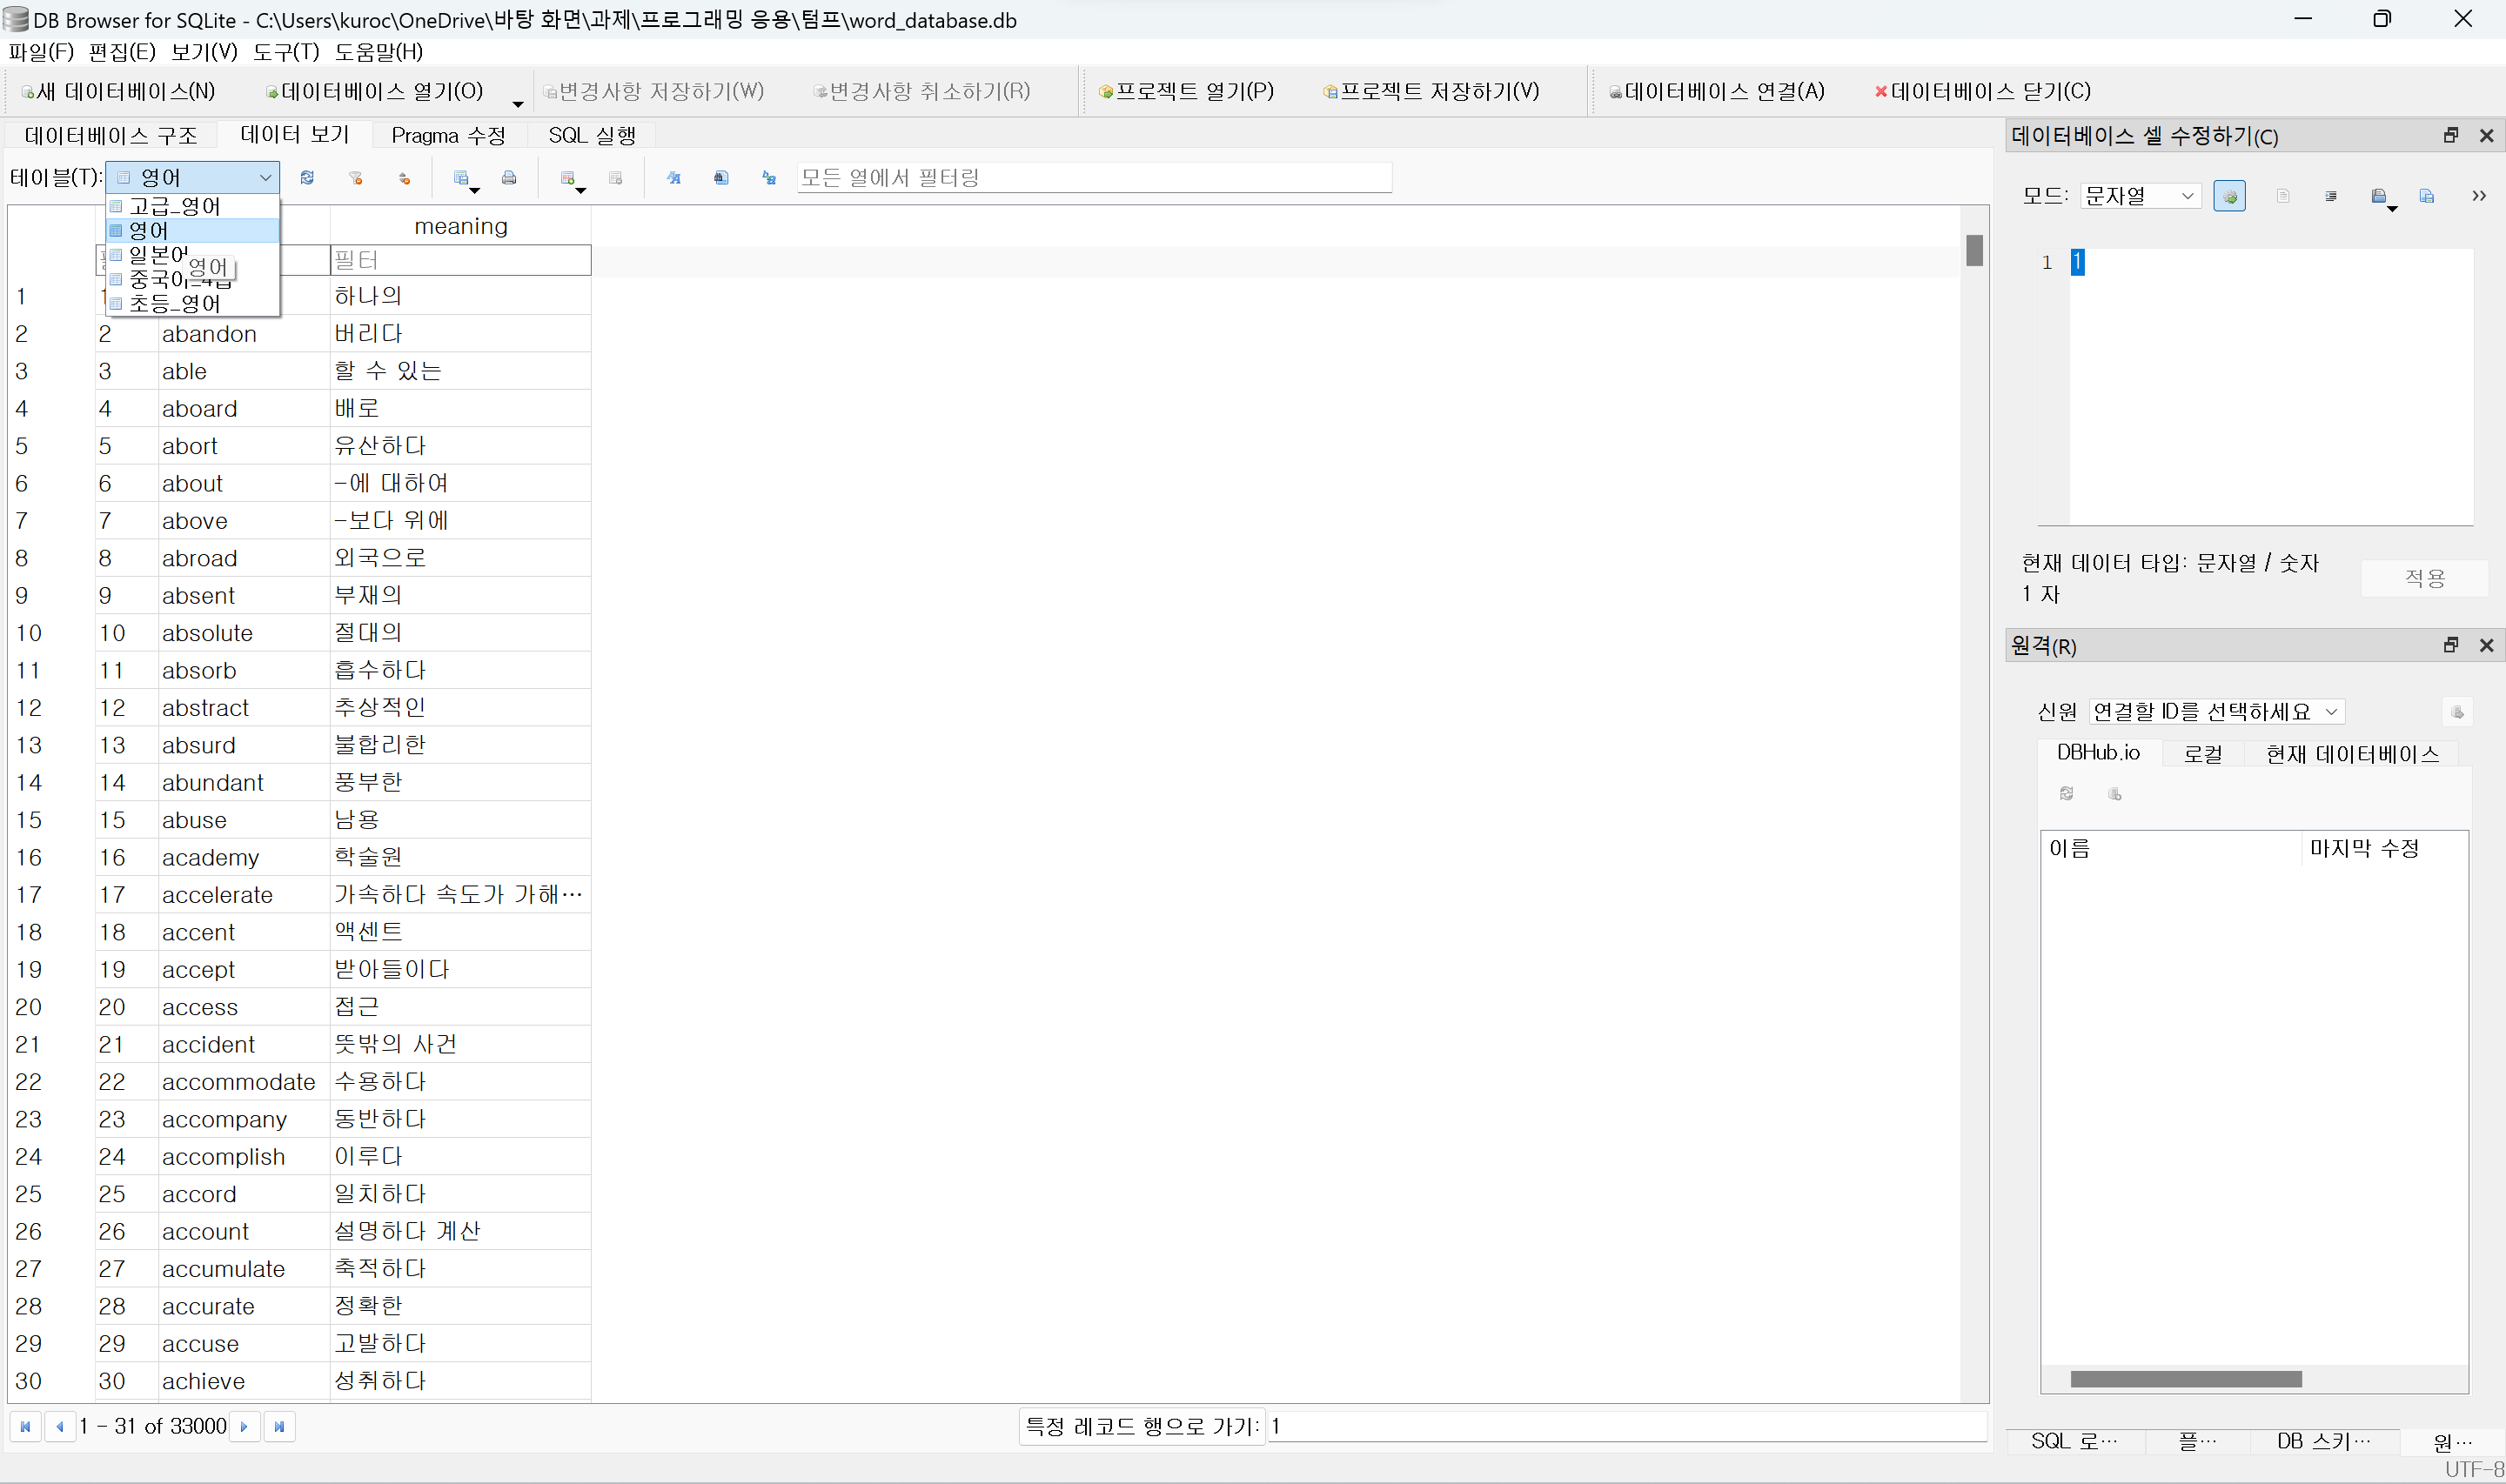 DB Browser for SQLite - C:\Users\kuroc\OneDrive\바탕 화면\과제\프로그래밍 응용\텀프\word_database.db
파일(F) 편집(E) 보기(V) 도구(T) 도움말(H)
새 데이터베이스(N) 데이터베이스 열기(O) 변경사항 저장하기(W) 변경사항 취소하기(R) 프로젝트 열기(P) 프로젝트 저장하기(V) 데이터베이스 연결(A) 데이터베이스 닫기(C)
데이터베이스 구조 데이터 보기 Pragma 수정 SQL 실행
테이블(T): 영어 모든 열에서 필터링
고급_영어
영어
일본어
영어
초등_영어
meaning
필터
1 하나의
2 2 abandon 버리다
3 3 able 할 수 있는
4 4 aboard 배로
5 5 abort 유산하다
6 6 about -에 대하여
7 7 above -보다 위에
8 8 abroad 외국으로
9 9 absent 부재의
10 10 absolute 절대의
11 11 absorb 흡수하다
12 12 abstract 추상적인
13 13 absurd 불합리한
14 14 abundant 풍부한
15 15 abuse 남용
16 16 academy 학술원
17 17 accelerate 가속하다 속도가 가해…
18 18 accent 액센트
19 19 accept 받아들이다
20 20 access 접근
21 21 accident 뜻밖의 사건
22 22 accommodate 수용하다
23 23 accompany 동반하다
24 24 accomplish 이루다
25 25 accord 일치하다
26 26 account 설명하다 계산
27 27 accumulate 축적하다
28 28 accurate 정확한
29 29 accuse 고발하다
30 30 achieve 성취하다
1 - 31 of 33000
특정 레코드 행으로 가기: 1
데이터베이스 셀 수정하기(C)
모드: 문자열
1 1
현재 데이터 타입: 문자열 / 숫자
1 자
적용
원격(R)
신원 연결할 ID를 선택하세요
DBHub.io 로컬 현재 데이터베이스
이름 마지막 수정
SQL 로… 플… DB 스키… 원…
UTF-8